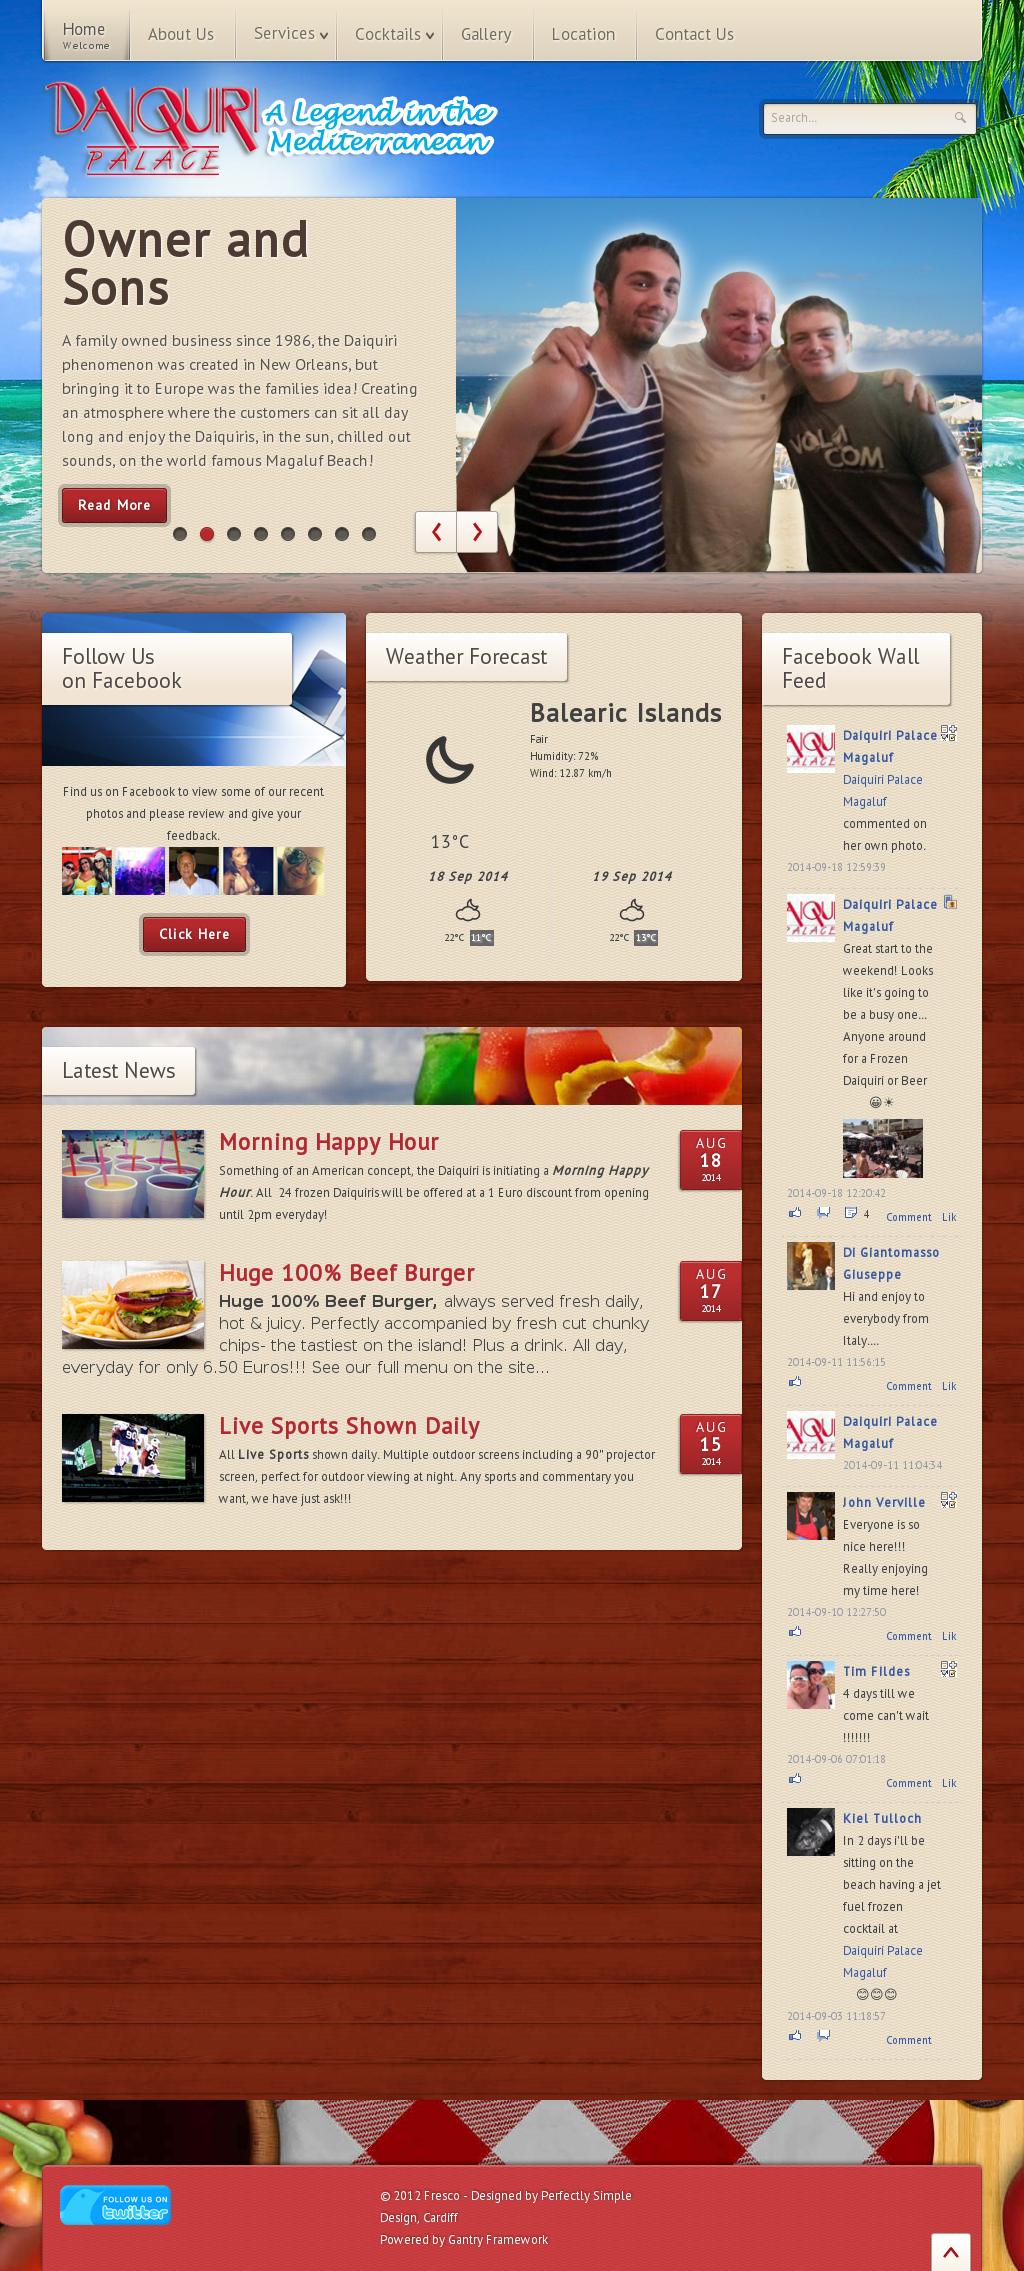 Home
Welcome
About Us
Services
Cocktails
Gallery
Location
Contact Us
DAIQUIRI
PALACE
A Legend in the
Mediterranean
Search...
Owner and
Sons
A family owned business since 1986, the Daiquiri
phenomenon was created in New Orleans, but
bringing it to Europe was the families idea! Creating
an atmosphere where the customers can sit all day
long and enjoy the Daiquiris, in the sun, chilled out
sounds, on the world famous Magaluf Beach!
Read More
VOLA
COM
Follow Us
on Facebook
Find us on Facebook to view some of our recent
photos and please review and give your
feedback.
Click Here
Weather Forecast
Balearic Islands
Fair
Humidity: 72%
Wind: 12.87 km/h
13°C
18 Sep 2014
19 Sep 2014
22°C 11°C
22°C 13°C
Latest News
Morning Happy Hour
Something of an American concept, the Daiquiri is initiating a Morning Happy
Hour. All 24 frozen Daiquiris will be offered at a 1 Euro discount from opening
until 2pm everyday!
AUG
18
2014
Huge 100% Beef Burger
Huge 100% Beef Burger, always served fresh daily,
hot & juicy. Perfectly accompanied by fresh cut chunky
chips- the tastiest on the island! Plus a drink. All day,
everyday for only 6.50 Euros!!! See our full menu on the site...
AUG
17
2014
Live Sports Shown Daily
All Live Sports shown daily. Multiple outdoor screens including a 90" projector
screen, perfect for outdoor viewing at night. Any sports and commentary you
want, we have just ask!!!
AUG
15
2014
Facebook Wall
Feed
Daiquiri Palace
Magaluf
Daiquiri Palace
Magaluf
commented on
her own photo.
2014-09-18 12:59:39
Daiquiri Palace
Magaluf
Great start to the
weekend! Looks
like it's going to
be a busy one...
Anyone around
for a Frozen
Daiquiri or Beer
😀☀
2014-09-18 12:20:42
4 Comment Lik
Di Giantomasso
Giuseppe
Hi and enjoy to
everybody from
Italy....
2014-09-11 11:56:15
Comment Lik
Daiquiri Palace
Magaluf
2014-09-11 11:04:34
John Verville
Everyone is so
nice here!!!
Really enjoying
my time here!
2014-09-10 12:27:50
Comment Lik
Tim Fildes
4 days till we
come can't wait
!!!!!!!
2014-09-06 07:01:18
Comment Lik
Kiel Tulloch
In 2 days i'll be
sitting on the
beach having a jet
fuel frozen
cocktail at
Daiquiri Palace
Magaluf
😊😊😊
2014-09-03 11:18:57
Comment
FOLLOW US ON
twitter
© 2012 Fresco - Designed by Perfectly Simple
Design, Cardiff
Powered by Gantry Framework